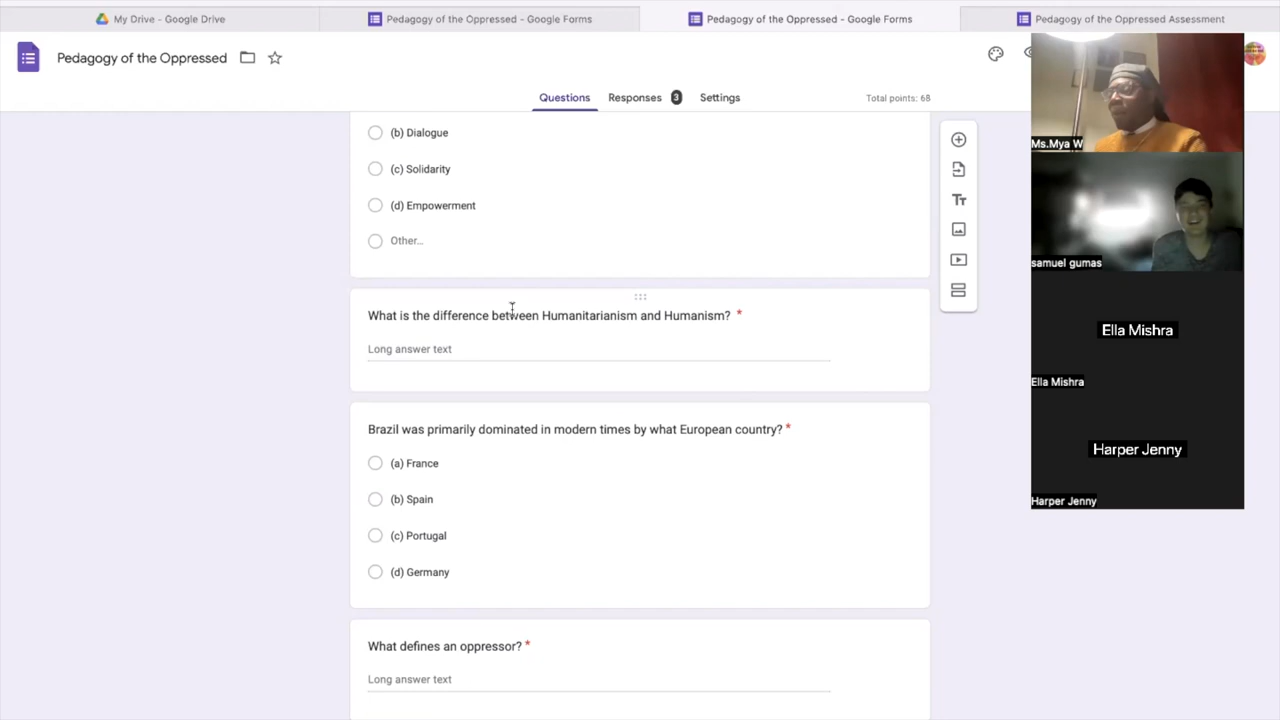 My Drive - Google Drive
Pedagogy of the Oppressed - Google Forms
Pedagogy of the Oppressed - Google Forms
Pedagogy of the Oppressed Assessment
Pedagogy of the Oppressed
Questions
Responses 3
Settings
Total points: 68
(b) Dialogue
(c) Solidarity
(d) Empowerment
Other...
What is the difference between Humanitarianism and Humanism? *
Long answer text
Brazil was primarily dominated in modern times by what European country? *
(a) France
(b) Spain
(c) Portugal
(d) Germany
What defines an oppressor? *
Long answer text
Tт
Ms.Mya W
samuel gumas
Ella Mishra
Ella Mishra
Harper Jenny
Harper Jenny